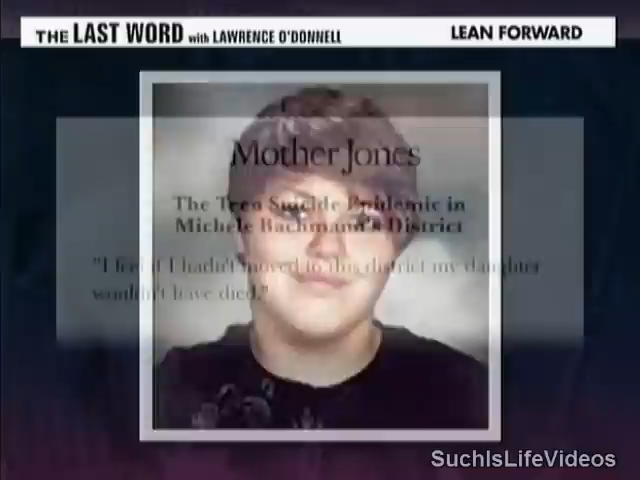 THE LAST WORD with LAWRENCE O'DONNELL
LEAN FORWARD
Mother Jones
The Teen Suicide Epidemic in
Michele Bachmann's District
"I feel if I hadn't moved to this district my daughter
wouldn't have died."
SuchIsLifeVideos